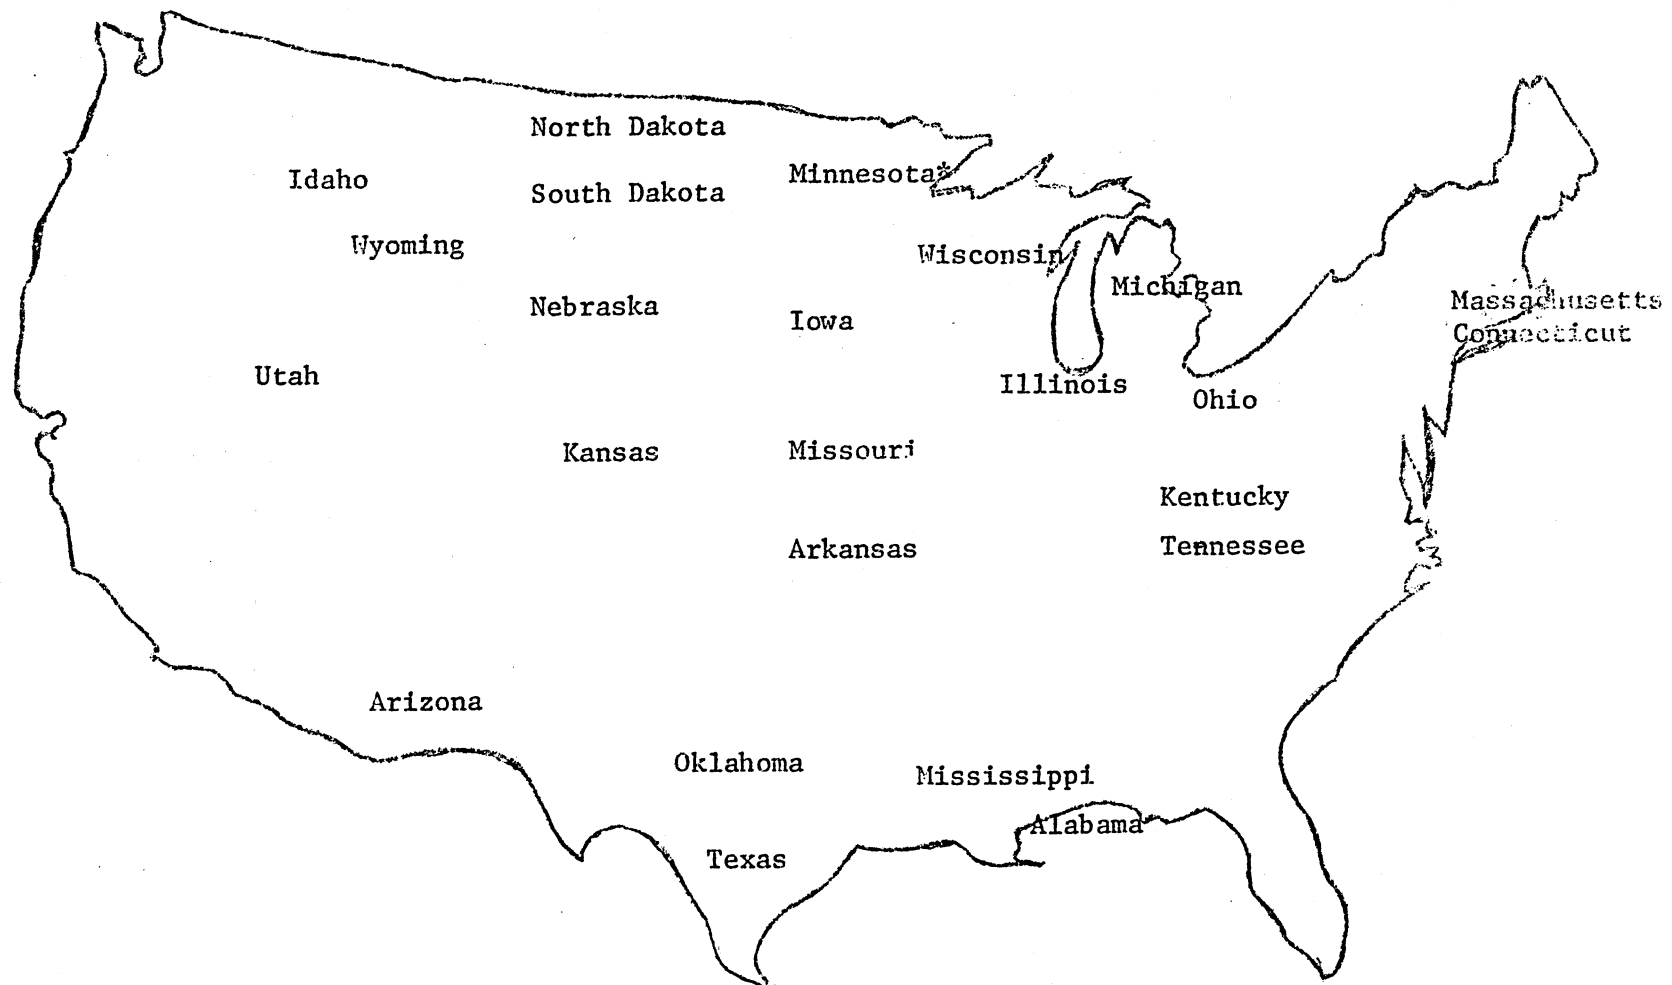 North Dakota
Minnesota*
Idaho
South Dakota
Wyoming
Wisconsin
Michigan
Massachusetts
Connecticut
Nebraska
Iowa
Utah
Illinois
Ohio
Kansas
Missouri
Kentucky
Arkansas
Tennessee
Arizona
Oklahoma
Mississippi
Alabama
Texas